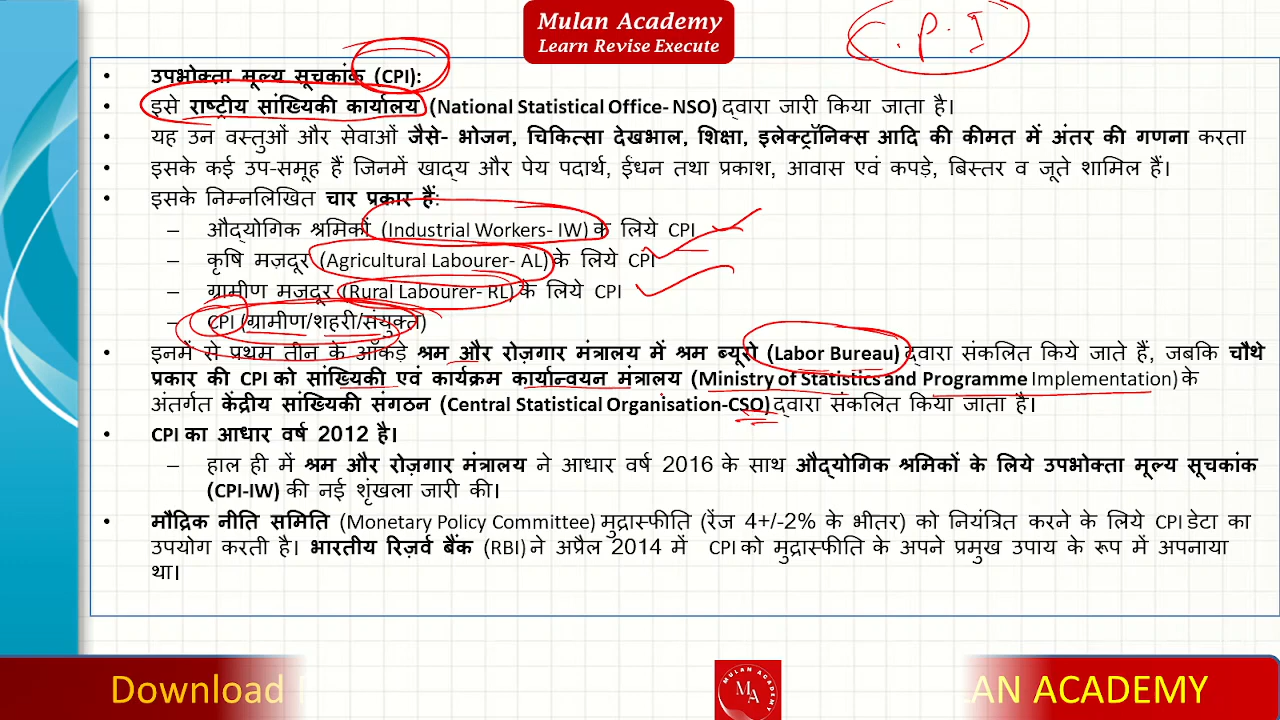 Mulan Academy
Learn Revise Execute
C.P.I
• उपभोक्ता मूल्य सूचकांक (CPI):
• इसे राष्ट्रीय सांख्यिकी कार्यालय (National Statistical Office- NSO) द्वारा जारी किया जाता है।
• यह उन वस्तुओं और सेवाओं जैसे- भोजन, चिकित्सा देखभाल, शिक्षा, इलेक्ट्रॉनिक्स आदि की कीमत में अंतर की गणना करता
• इसके कई उप-समूह हैं जिनमें खाद्य और पेय पदार्थ, ईंधन तथा प्रकाश, आवास एवं कपड़े, बिस्तर व जूते शामिल हैं।
• इसके निम्नलिखित चार प्रकार हैं:
– औद्योगिक श्रमिकों (Industrial Workers- IW) के लिये CPI
– कृषि मज़दूर (Agricultural Labourer- AL) के लिये CPI
– ग्रामीण मज़दूर (Rural Labourer- RL) के लिये CPI
– CPI (ग्रामीण/शहरी/संयुक्त)
• इनमें से प्रथम तीन के आँकड़े श्रम और रोज़गार मंत्रालय में श्रम ब्यूरो (Labor Bureau) द्वारा संकलित किये जाते हैं, जबकि चौथे
प्रकार की CPI को सांख्यिकी एवं कार्यक्रम कार्यान्वयन मंत्रालय (Ministry of Statistics and Programme Implementation) के
अंतर्गत केंद्रीय सांख्यिकी संगठन (Central Statistical Organisation-CSO) द्वारा संकलित किया जाता है।
• CPI का आधार वर्ष 2012 है।
– हाल ही में श्रम और रोज़गार मंत्रालय ने आधार वर्ष 2016 के साथ औद्योगिक श्रमिकों के लिये उपभोक्ता मूल्य सूचकांक
(CPI-IW) की नई शृंखला जारी की।
• मौद्रिक नीति समिति (Monetary Policy Committee) मुद्रास्फीति (रेंज 4+/-2% के भीतर) को नियंत्रित करने के लिये CPI डेटा का
उपयोग करती है। भारतीय रिज़र्व बैंक (RBI) ने अप्रैल 2014 में CPI को मुद्रास्फीति के अपने प्रमुख उपाय के रूप में अपनाया
था।
Download
MULAN ACADEMY
MA
AN ACADEMY